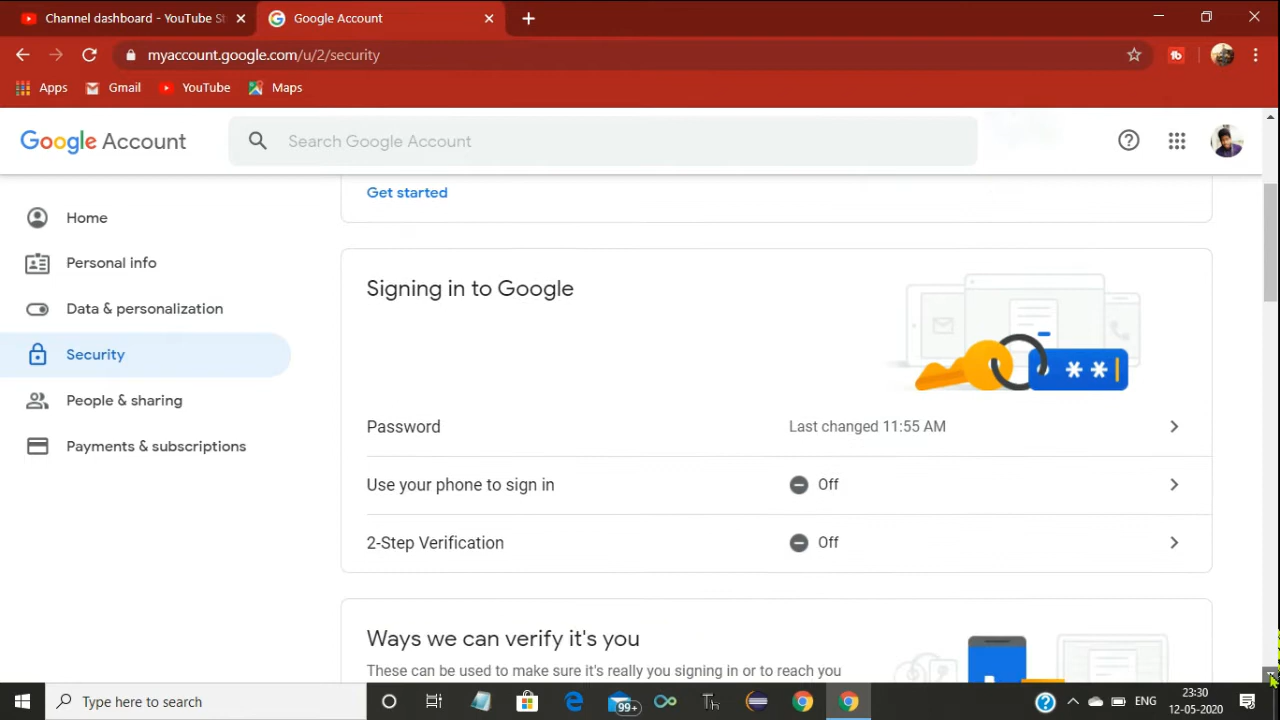 Channel dashboard - YouTube St
Google Account
myaccount.google.com/u/2/security
Apps Gmail YouTube Maps
Google Account
Search Google Account
Get started
Home
Personal info
Data & personalization
Security
People & sharing
Payments & subscriptions
Signing in to Google
**
Password Last changed 11:55 AM
Use your phone to sign in Off
2-Step Verification Off
Ways we can verify it's you
These can be used to make sure it's really you signing in or to reach you
Type here to search
99+
ENG
23:30
12-05-2020